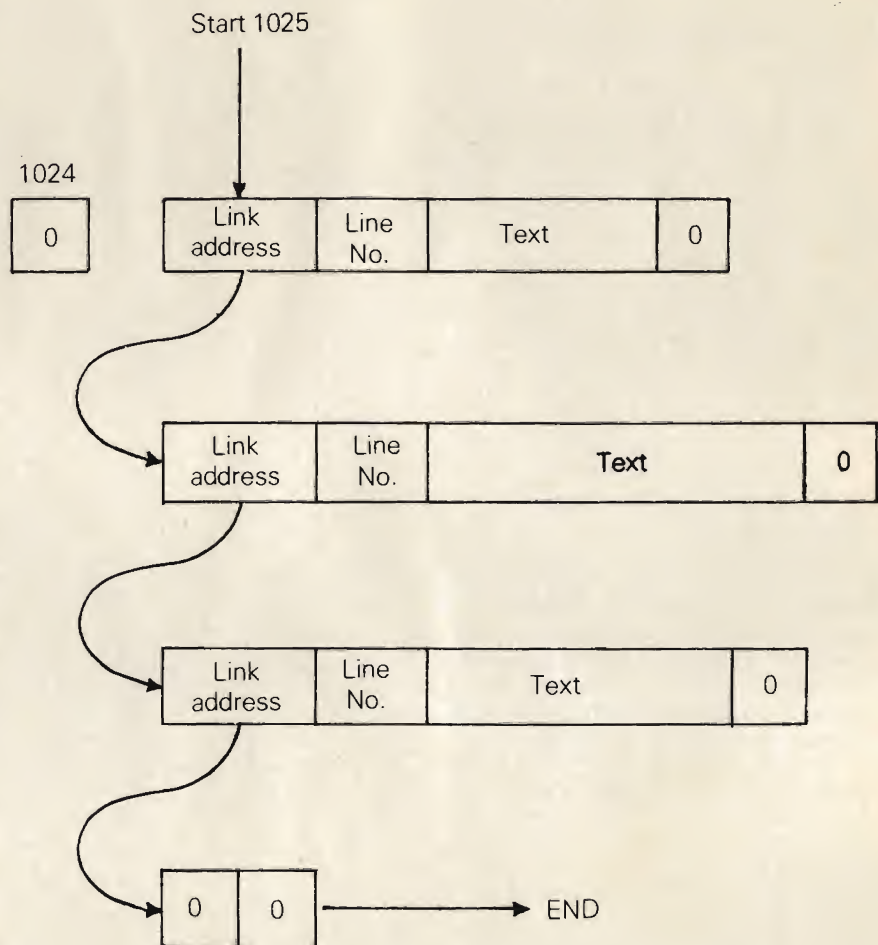 Start 1025
1024
0
Link address
Line No.
Text
0
Link address
Line No.
Text
0
Link address
Line No.
Text
0
0
0
END